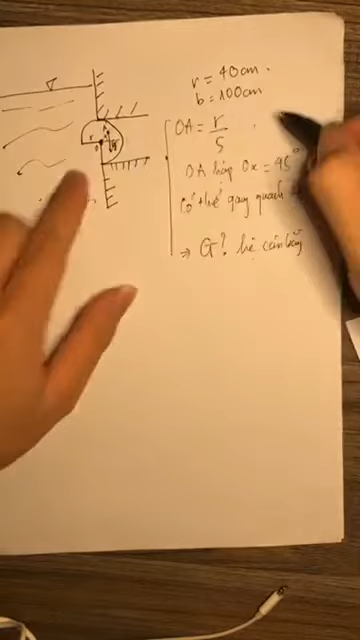 r = 40cm.
b = 100cm
OA = r/5
OA hợp Ox = 45°
Có thể quay quanh
⇒ G? hệ cân bằng